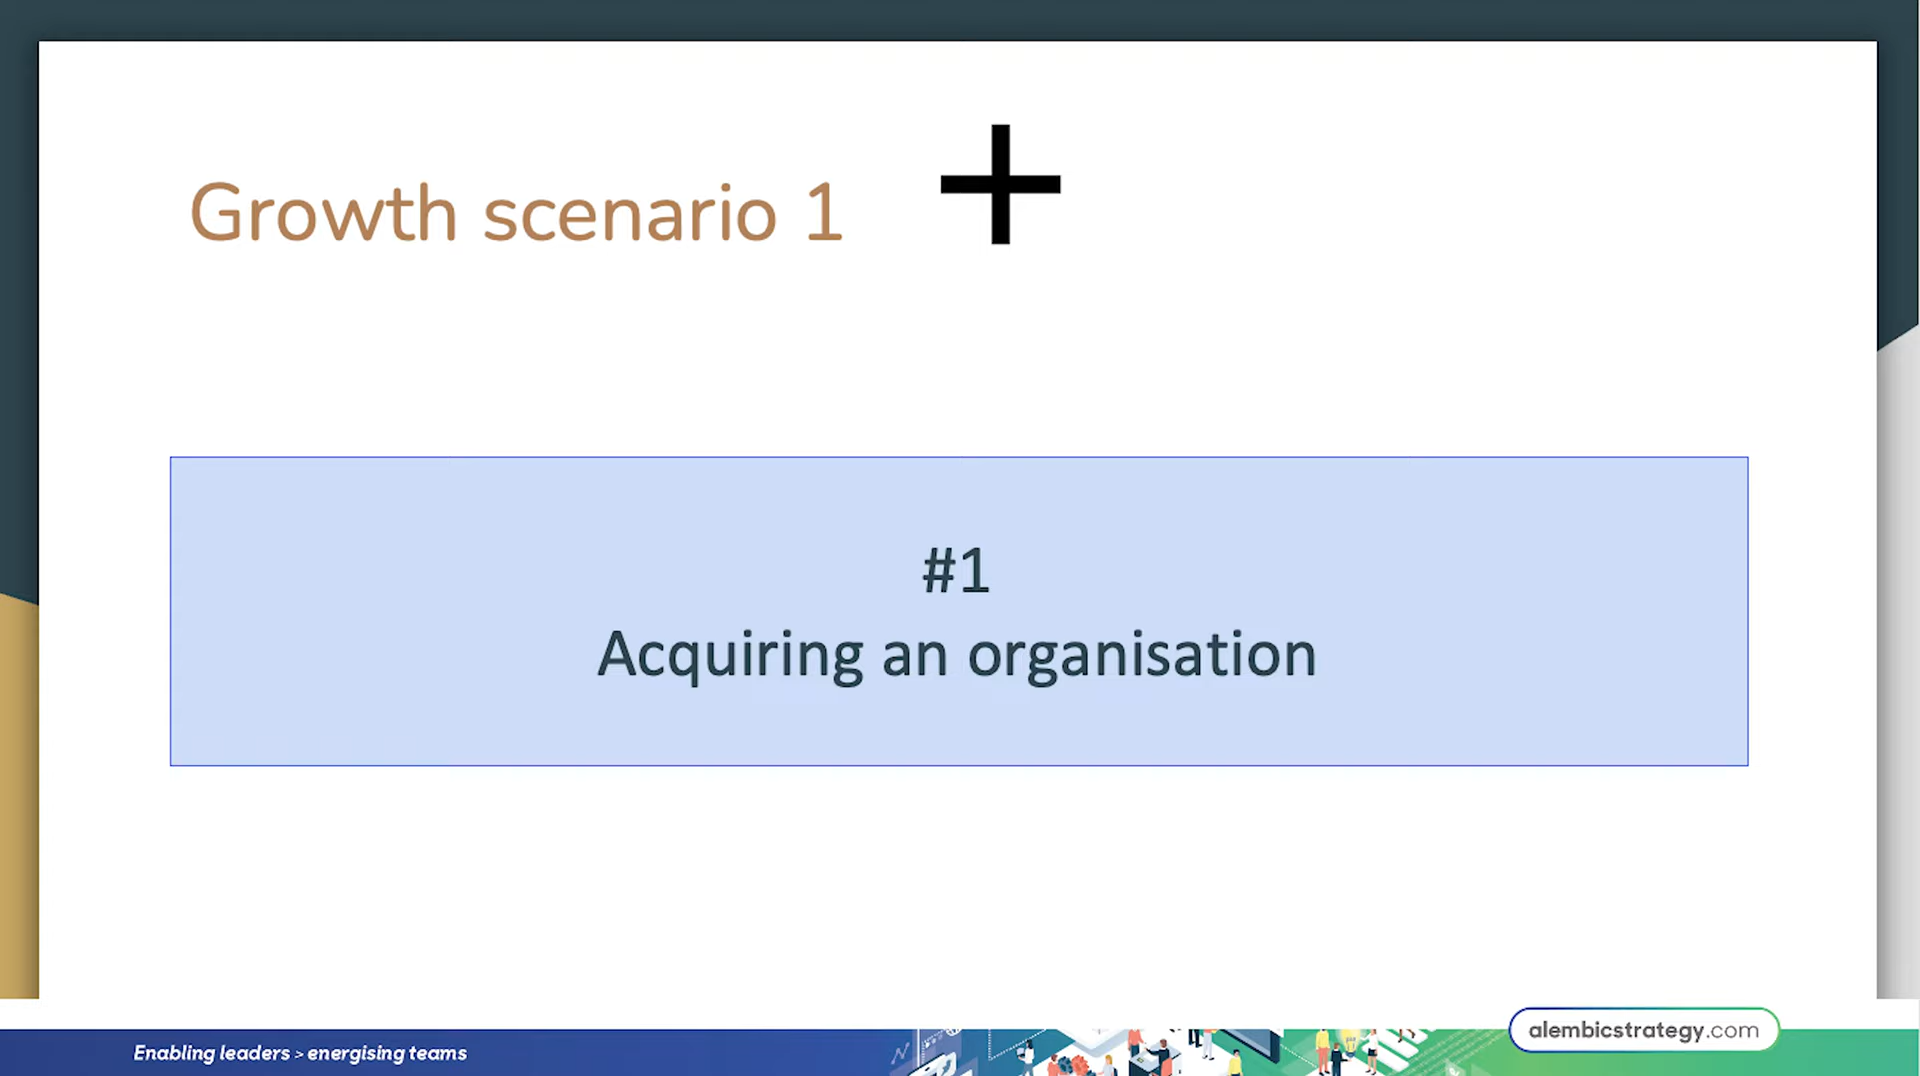 Growth scenario 1
#1
Acquiring an organisation
Enabling leaders > energising teams
alembicstrategy.com